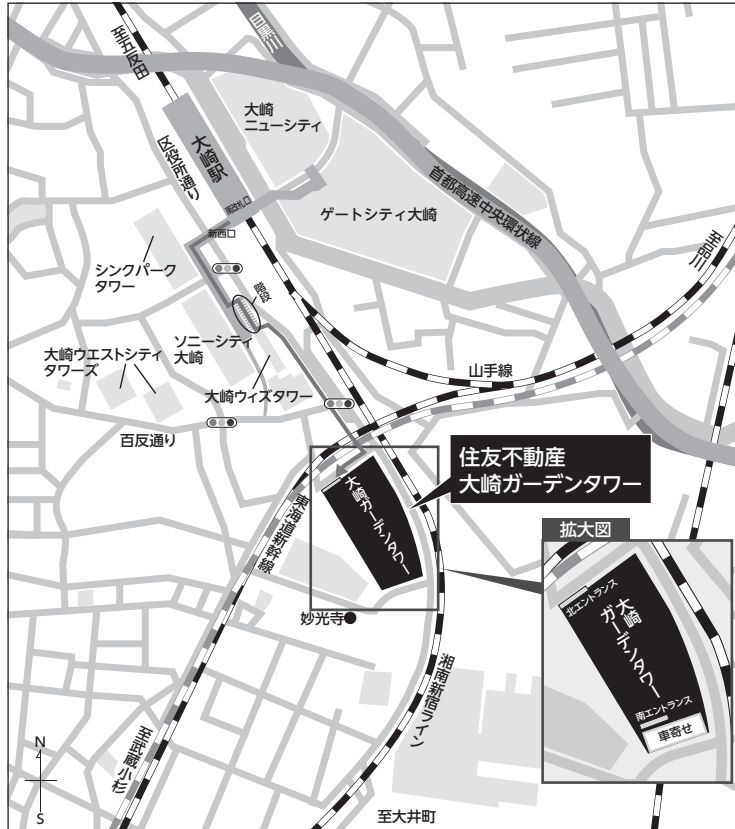 至五反田
目黒川
大崎
ニューシティ
大崎駅
区役所通り
首都高速中央環状線
南改札口
ゲートシティ大崎
新西口
至品川
シンクパーク
タワー
階段
ソニーシティ
大崎
大崎ウエストシティ
タワーズ
山手線
大崎ウィズタワー
百反通り
住友不動産
大崎ガーデンタワー
大崎ガーデンタワー
東海道新幹線
拡大図
北エントランス
大崎
ガーデンタワー
妙光寺
湘南新宿ライン
南エントランス
車寄せ
至武蔵小杉
N
S
至大井町